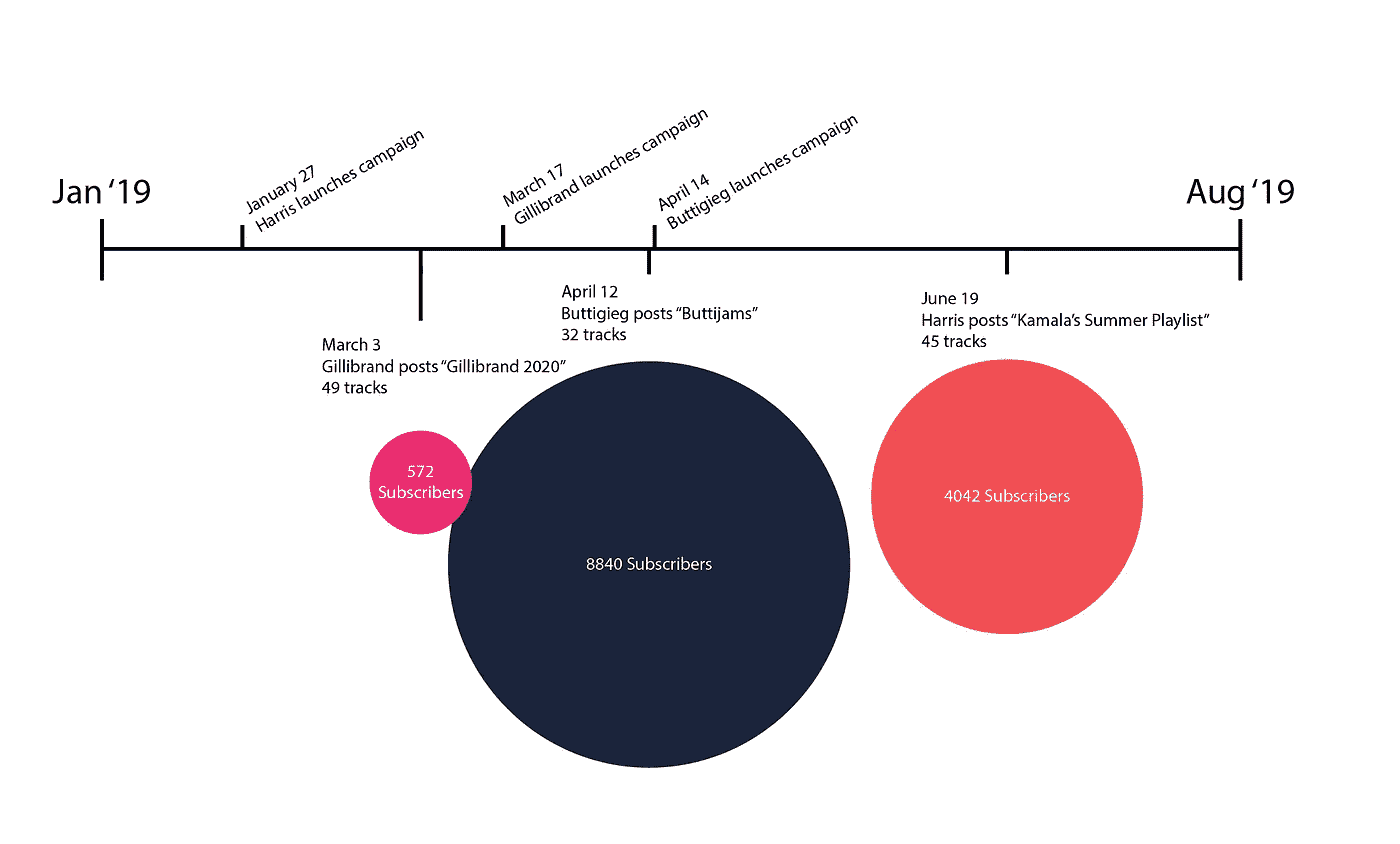 Jan ‘19
January 27
Harris launches campaign
March 17
Gillibrand launches campaign
April 14
Buttigieg launches campaign
Aug ‘19
March 3
Gillibrand posts “Gillibrand 2020”
49 tracks
April 12
Buttigieg posts “Buttijams”
32 tracks
June 19
Harris posts “Kamala’s Summer Playlist”
45 tracks
572
Subscribers
8840 Subscribers
4042 Subscribers